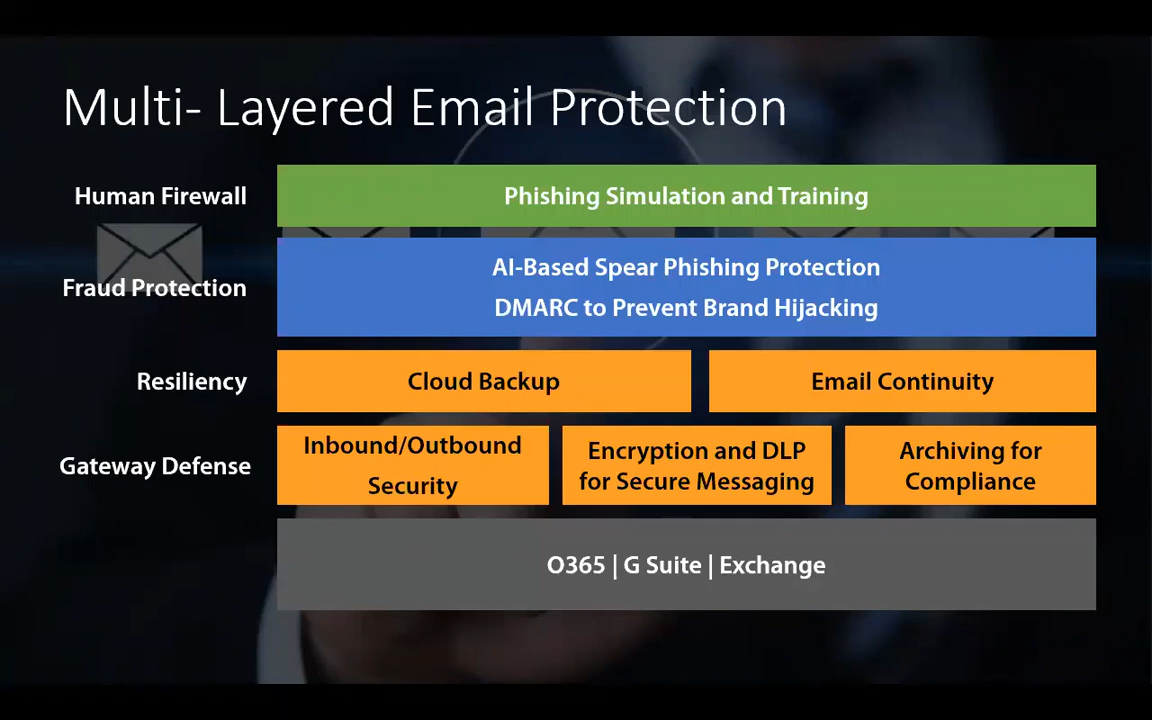 Multi- Layered Email Protection
Human Firewall
Phishing Simulation and Training
Fraud Protection
AI-Based Spear Phishing Protection
DMARC to Prevent Brand Hijacking
Resiliency
Cloud Backup
Email Continuity
Gateway Defense
Inbound/Outbound
Security
Encryption and DLP
for Secure Messaging
Archiving for
Compliance
O365 | G Suite | Exchange